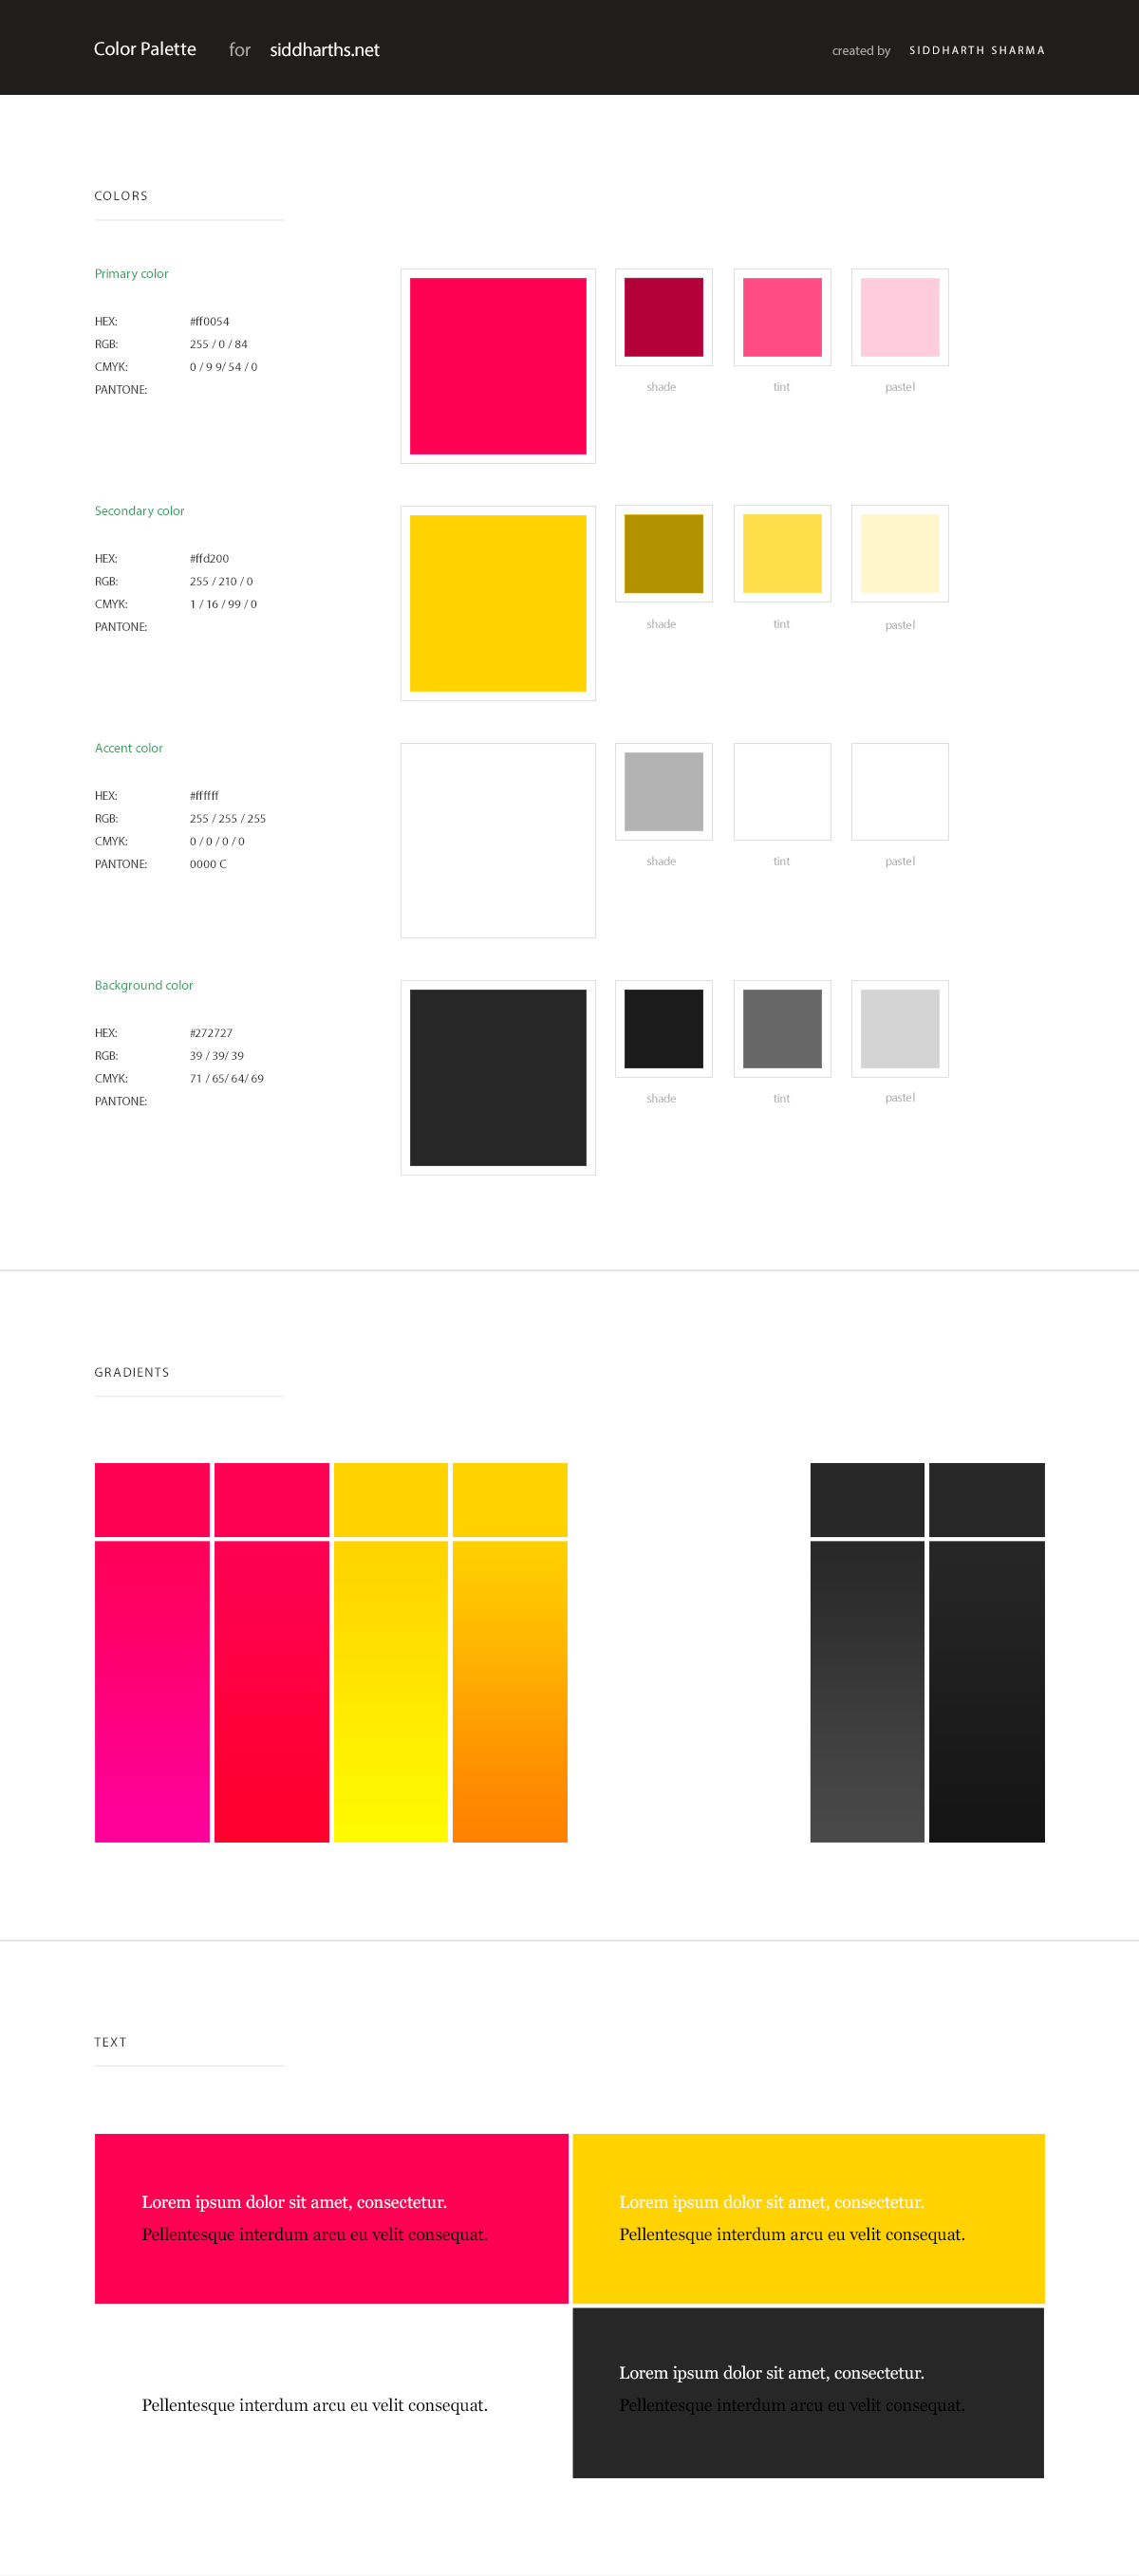 Color Palette for siddharths.net created by SIDDHARTH SHARMA
COLORS
Primary color
HEX: #ff0054
RGB: 255 / 0 / 84
CMYK: 0 / 9 9/ 54 / 0
PANTONE:
shade tint pastel
Secondary color
HEX: #ffd200
RGB: 255 / 210 / 0
CMYK: 1 / 16 / 99 / 0
PANTONE:
shade tint pastel
Accent color
HEX: #ffffff
RGB: 255 / 255 / 255
CMYK: 0 / 0 / 0 / 0
PANTONE: 0000 C
shade tint pastel
Background color
HEX: #272727
RGB: 39 / 39/ 39
CMYK: 71 / 65/ 64/ 69
PANTONE:
shade tint pastel
GRADIENTS
TEXT
Lorem ipsum dolor sit amet, consectetur.
Pellentesque interdum arcu eu velit consequat.
Lorem ipsum dolor sit amet, consectetur.
Pellentesque interdum arcu eu velit consequat.
Pellentesque interdum arcu eu velit consequat.
Lorem ipsum dolor sit amet, consectetur.
Pellentesque interdum arcu eu velit consequat.